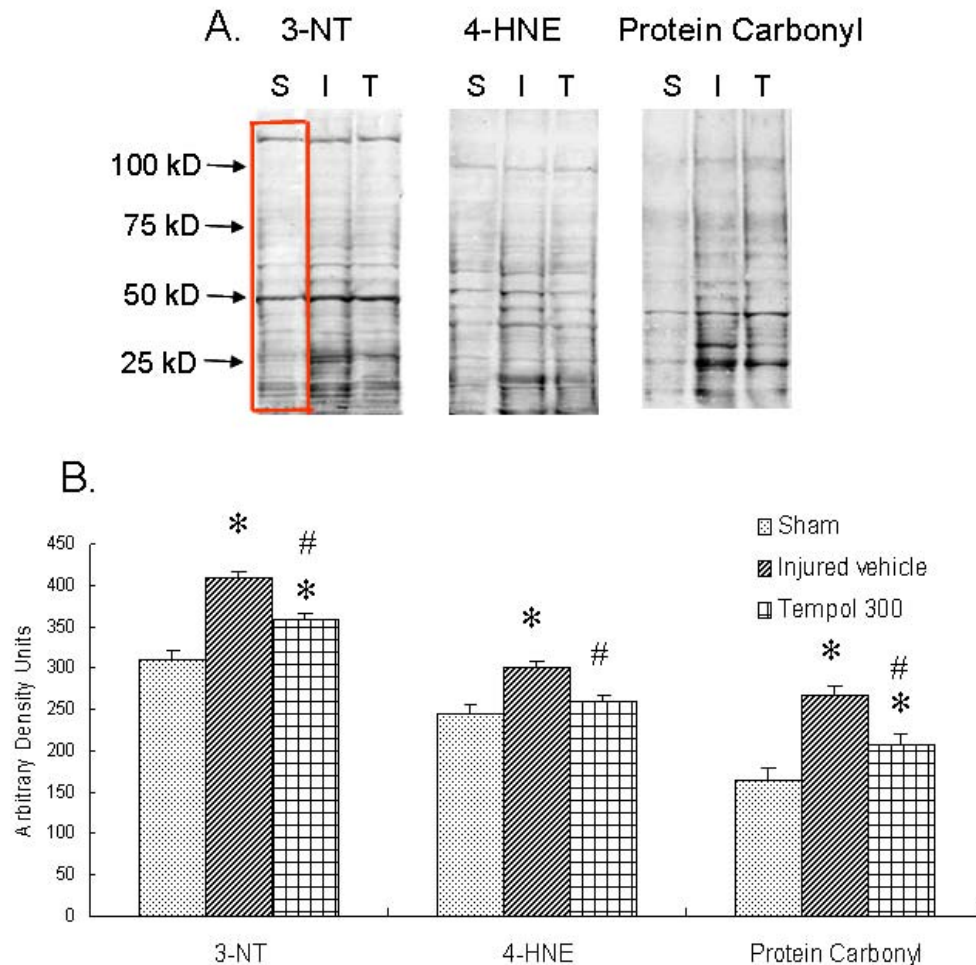 A. 3-NT 4-HNE Protein Carbonyl
S I T S I T S I T
100 kD
75 kD
50 kD
25 kD
B.
Arbitrary Density Units
450
400
350
300
250
200
150
100
50
0
* # * * # * # *
Sham
Injured vehicle
Tempol 300
3-NT 4-HNE Protein Carbonyl